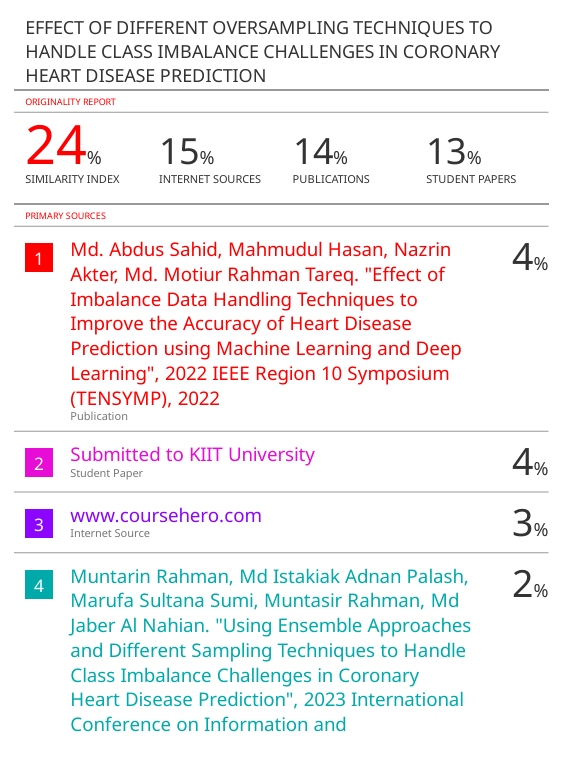 EFFECT OF DIFFERENT OVERSAMPLING TECHNIQUES TO
HANDLE CLASS IMBALANCE CHALLENGES IN CORONARY
HEART DISEASE PREDICTION
ORIGINALITY REPORT
24% 15% 14% 13%
SIMILARITY INDEX INTERNET SOURCES PUBLICATIONS STUDENT PAPERS
PRIMARY SOURCES
1 Md. Abdus Sahid, Mahmudul Hasan, Nazrin 4%
Akter, Md. Motiur Rahman Tareq. "Effect of
Imbalance Data Handling Techniques to
Improve the Accuracy of Heart Disease
Prediction using Machine Learning and Deep
Learning", 2022 IEEE Region 10 Symposium
(TENSYMP), 2022
Publication
2 Submitted to KIIT University 4%
Student Paper
3 www.coursehero.com 3%
Internet Source
4 Muntarin Rahman, Md Istakiak Adnan Palash, 2%
Marufa Sultana Sumi, Muntasir Rahman, Md
Jaber Al Nahian. "Using Ensemble Approaches
and Different Sampling Techniques to Handle
Class Imbalance Challenges in Coronary
Heart Disease Prediction", 2023 International
Conference on Information and